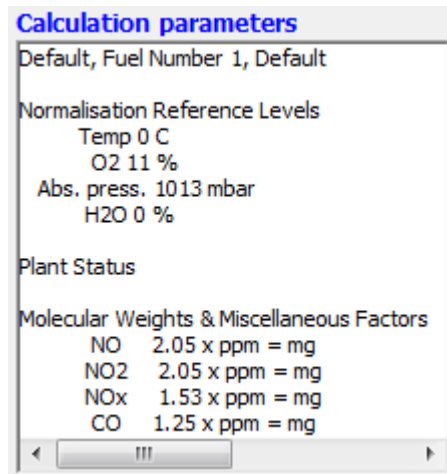 Calculation parameters
Default, Fuel Number 1, Default
Normalisation Reference Levels
Temp 0 C
O2 11 %
Abs. press. 1013 mbar
H2O 0 %
Plant Status
Molecular Weights & Miscellaneous Factors
NO 2.05 x ppm = mg
NO2 2.05 x ppm = mg
NOx 1.53 x ppm = mg
CO 1.25 x ppm = mg